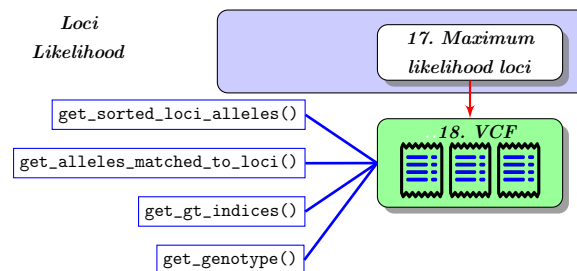 Loci
Likelihood
17. Maximum
likelihood loci
get_sorted_loci_alleles()
18. VCF
get_alleles_matched_to_loci()
get_gt_indices()
get_genotype()